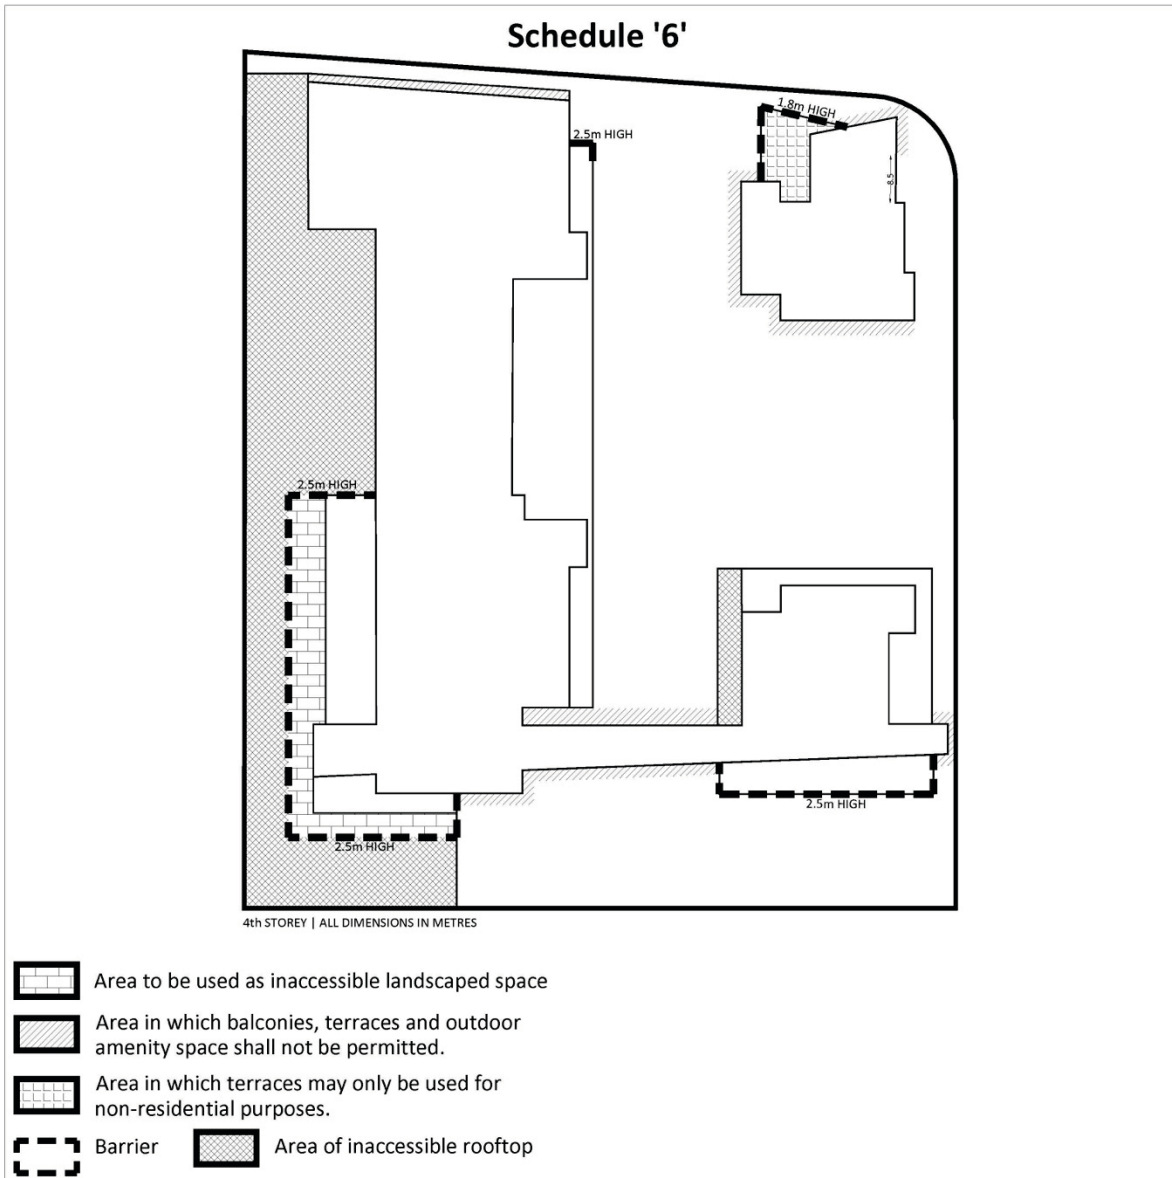 Schedule '6'
1.8m HIGH
2.5m HIGH
8.5
2.5m HIGH
2.5m HIGH
2.5m HIGH
4th STOREY | ALL DIMENSIONS IN METRES
Area to be used as inaccessible landscaped space
Area in which balconies, terraces and outdoor
amenity space shall not be permitted.
Area in which terraces may only be used for
non-residential purposes.
Barrier
Area of inaccessible rooftop